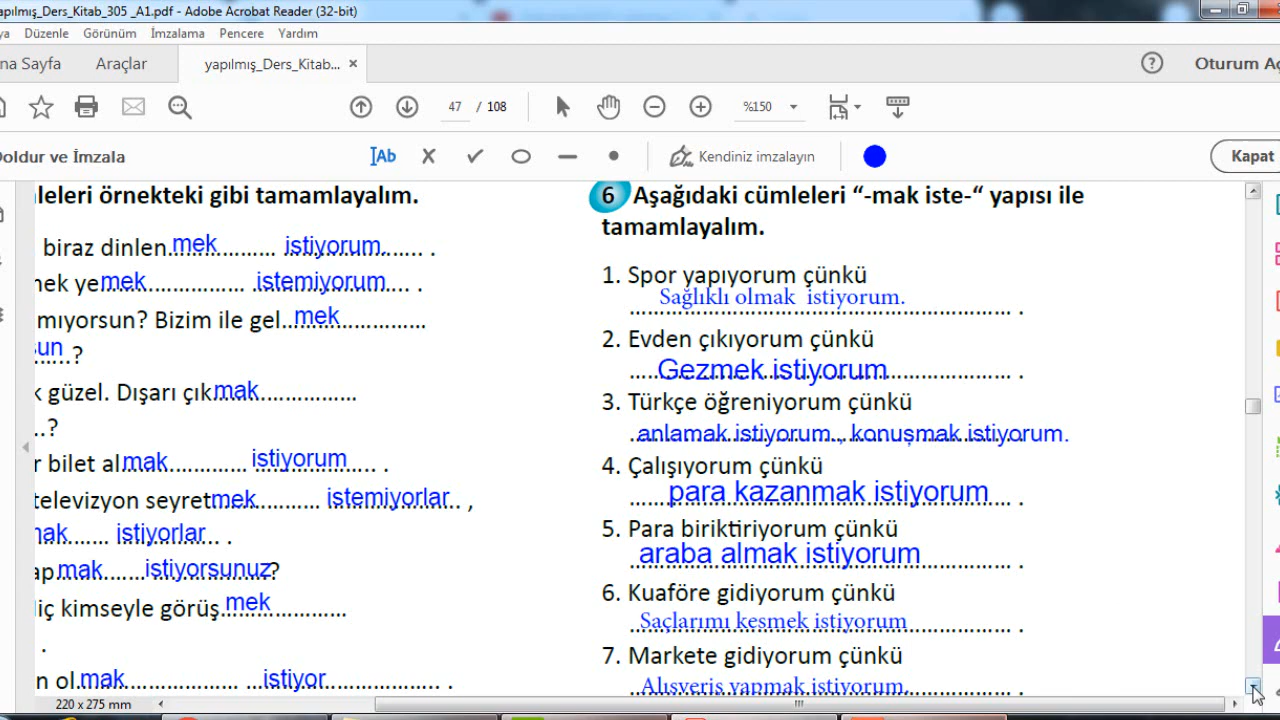 apılmış_Ders_Kitab_305 _A1.pdf - Adobe Acrobat Reader (32-bit)
Düzenle Görünüm İmzalama Pencere Yardım
na Sayfa Araçlar yapılmış_Ders_Kitab... × Oturum Aç
47 / 108 %150
Doldur ve İmzala Ab Kendiniz imzalayın Kapat
leleri örnekteki gibi tamamlayalım.
biraz dinlen.mek................ istiyorum....... .
nek ye mek................ istemiyorum.... .
mıyorsun? Bizim ile gel...mek....................
sun......?
k güzel. Dışarı çık mak..................
..?
r bilet al.mak............ istiyorum........ .
televizyon seyret mek............ istemiyorlar.. ,
mak....... istiyorlar... .
ap mak...... istiyorsunuz?
iç kimseyle görüş.mek..................
.
n ol.mak.................... ...istiyor................... .
6 Aşağıdaki cümleleri “-mak iste-“ yapısı ile
tamamlayalım.
1. Spor yapıyorum çünkü
Sağlıklı olmak istiyorum.
.......................................................... .
2. Evden çıkıyorum çünkü
Gezmek istiyorum
3. Türkçe öğreniyorum çünkü
anlamak istiyorum., konuşmak istiyorum.
4. Çalışıyorum çünkü
para kazanmak istiyorum
5. Para biriktiriyorum çünkü
araba almak istiyorum
6. Kuaföre gidiyorum çünkü
Saçlarımı kesmek istiyorum
7. Markete gidiyorum çünkü
Alışveriş yapmak istiyorum.
220 x 275 mm